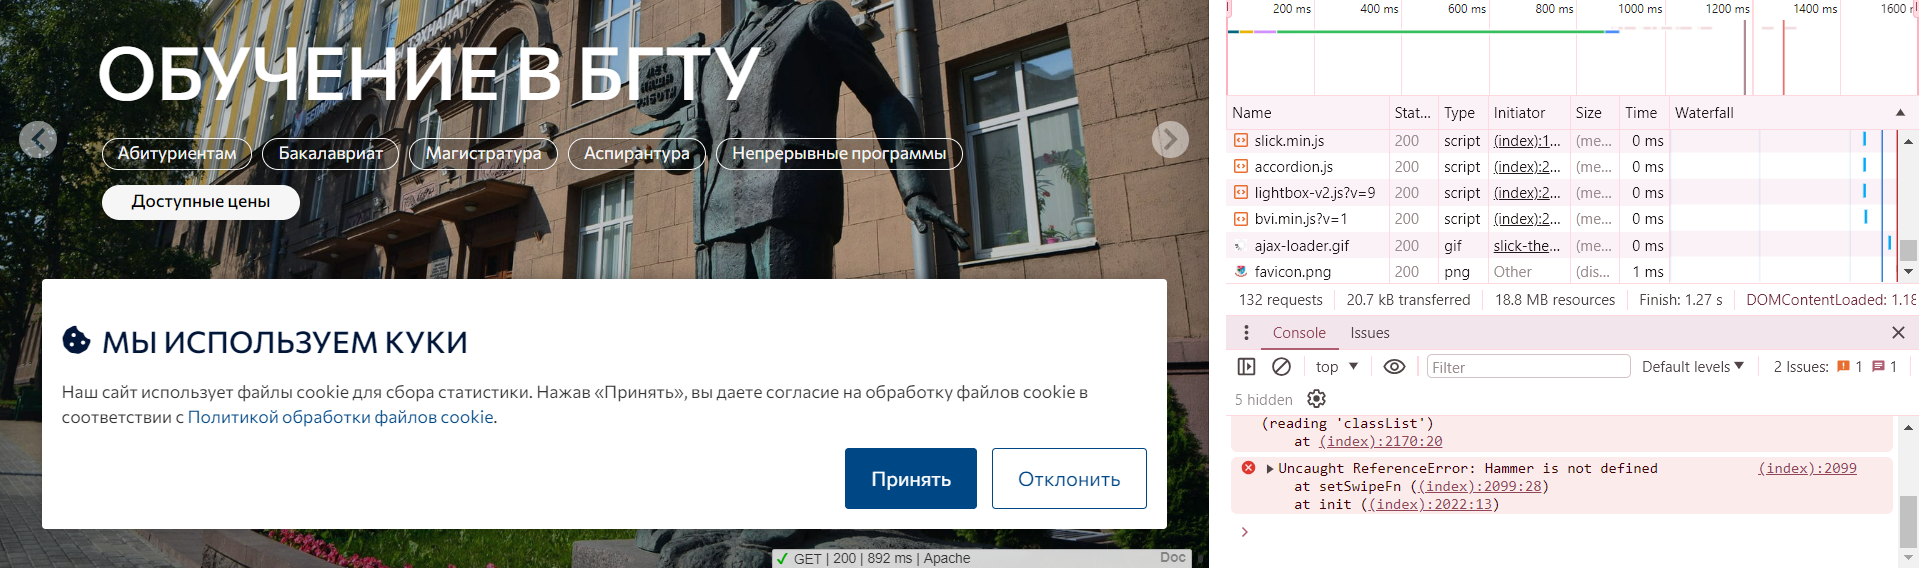 ОБУЧЕНИЕ В БГТУ
Абитуриентам
Бакалавриат
Магистратура
Аспирантура
Непрерывные программы
Доступные цены
МЫ ИСПОЛЬЗУЕМ КУКИ
Наш сайт использует файлы cookie для сбора статистики. Нажав «Принять», вы даете согласие на обработку файлов cookie в
соответствии с Политикой обработки файлов cookie.
Принять
Отклонить
GET | 200 | 892 ms | Apache
Doc
200 ms 400 ms 600 ms 800 ms 1000 ms 1200 ms 1400 ms 1600
Name Stat... Type Initiator Size Time Waterfall
slick.min.js 200 script (index):1... (me... 0 ms
accordion.js 200 script (index):2... (me... 0 ms
lightbox-v2.js?v=9 200 script (index):2... (me... 0 ms
bvi.min.js?v=1 200 script (index):2... (me... 0 ms
ajax-loader.gif 200 gif slick-the... (me... 0 ms
favicon.png 200 png Other (dis... 1 ms
132 requests 20.7 kB transferred 18.8 MB resources Finish: 1.27 s DOMContentLoaded: 1.18
Console Issues
top Filter Default levels 2 Issues: 1 1
5 hidden
(reading 'classList')
at (index):2170:20
Uncaught ReferenceError: Hammer is not defined (index):2099
at setSwipeFn ((index):2099:28)
at init ((index):2022:13)